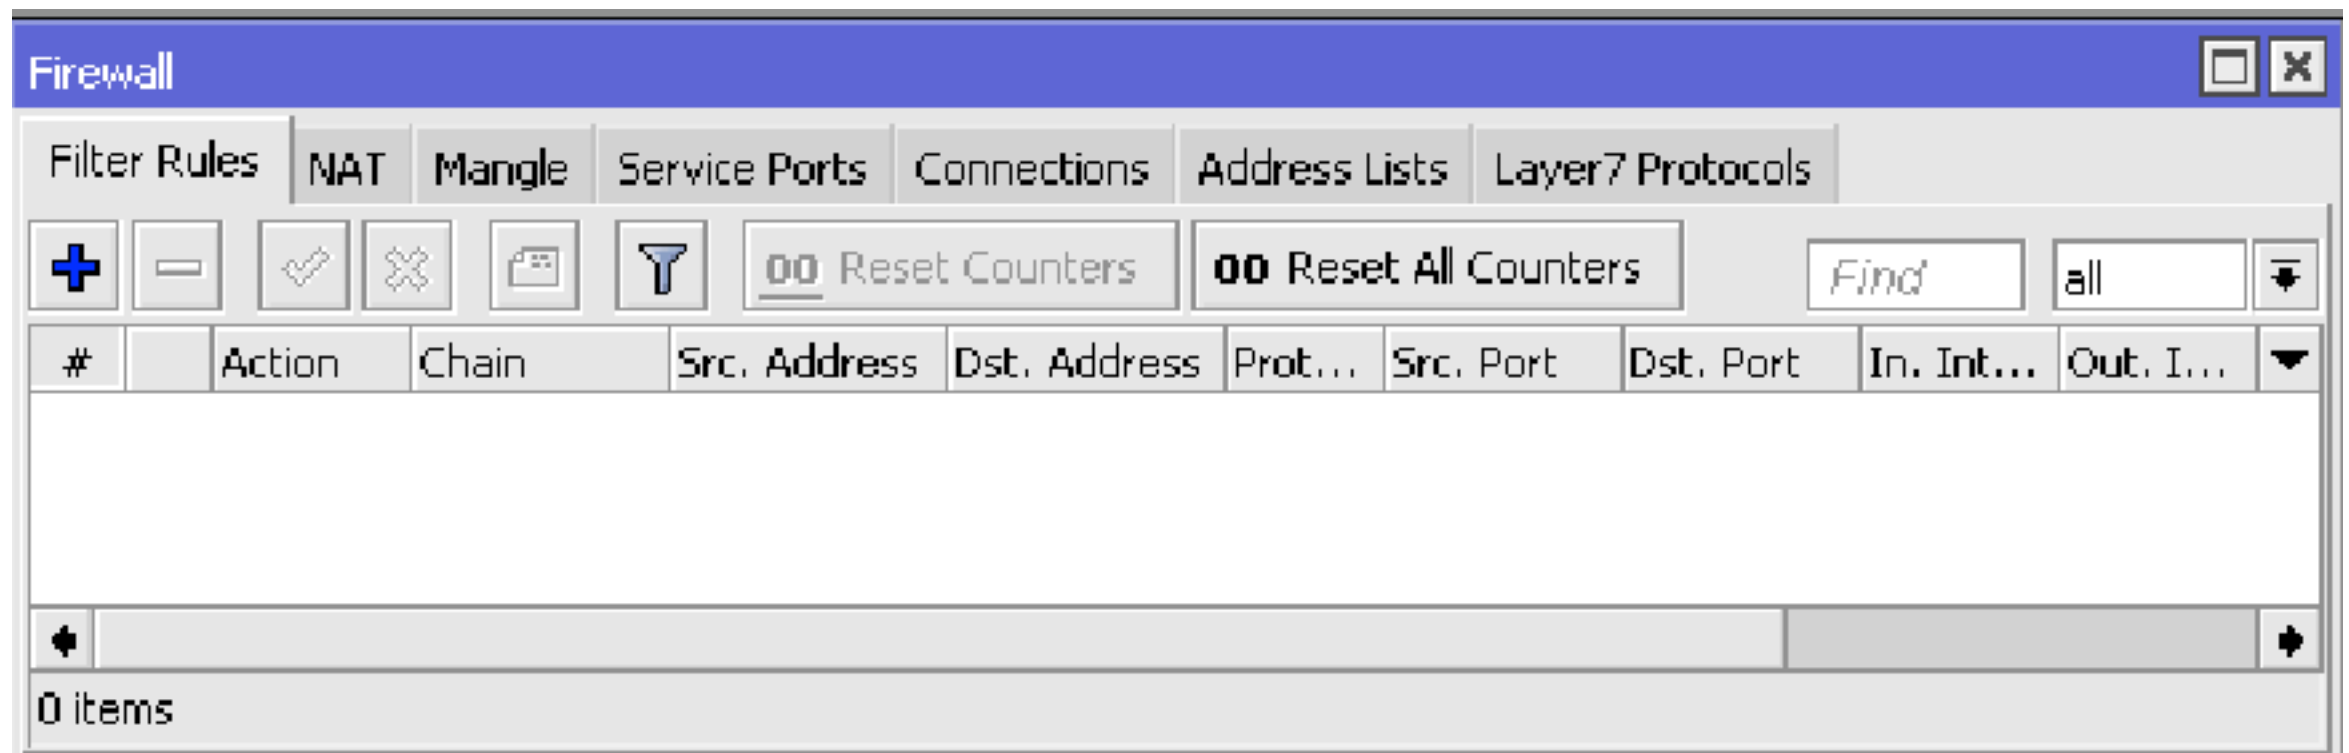 Firewall
Filter Rules NAT Mangle Service Ports Connections Address Lists Layer7 Protocols
00 Reset Counters 00 Reset All Counters Find all
# Action Chain Src. Address Dst. Address Prot... Src. Port Dst. Port In. Int... Out. I...
0 items